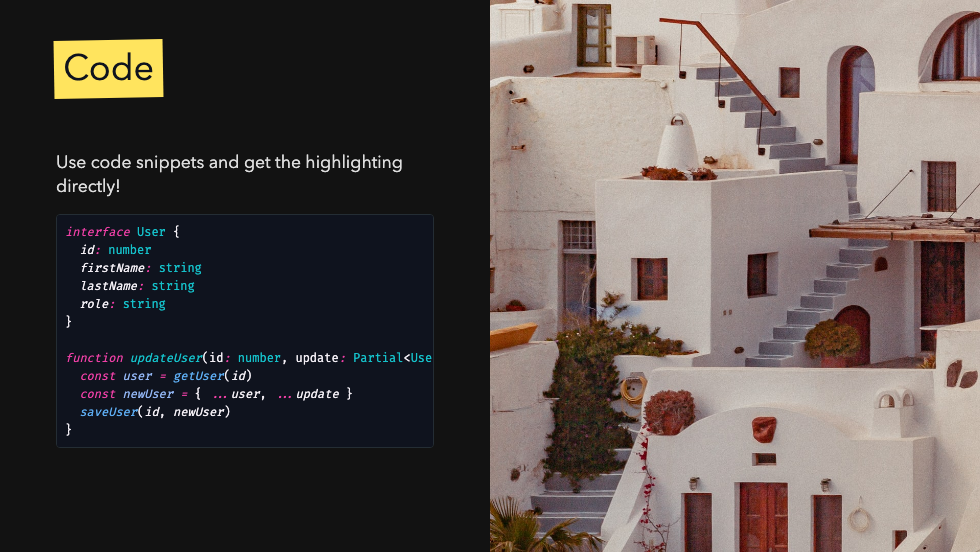 Code
Use code snippets and get the highlighting
directly!
interface User {
  id: number
  firstName: string
  lastName: string
  role: string
}
function updateUser(id: number, update: Partial<Use
  const user = getUser(id)
  const newUser = { ...user, ...update }
  saveUser(id, newUser)
}